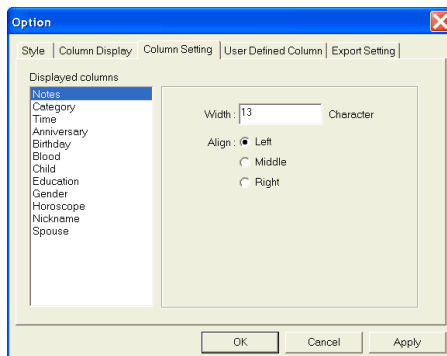 Option
Style Column Display Column Setting User Defined Column Export Setting
Displayed columns
Notes
Category
Time
Anniversary
Birthday
Blood
Child
Education
Gender
Horoscope
Nickname
Spouse
Width : 13 Character
Align : Left
Middle
Right
OK Cancel Apply